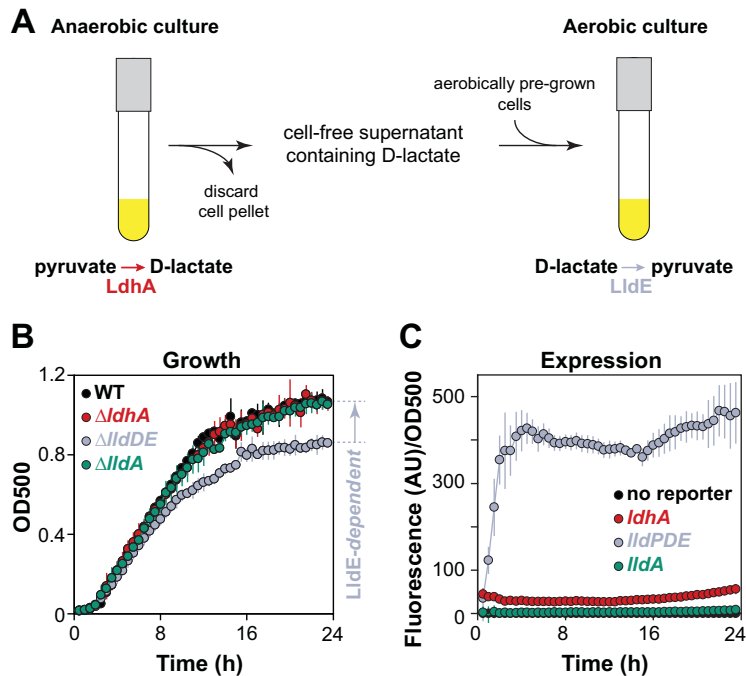 A
Anaerobic culture
Aerobic culture
aerobically pre-grown
cells
cell-free supernatant
containing D-lactate
discard
cell pellet
pyruvate → D-lactate
LdhA
D-lactate → pyruvate
LldE
B
Growth
1.2
0.8
0.4
0
OD500
WT
ΔldhA
ΔlldDE
ΔlldA
LldE-dependent
0 8 16 24
Time (h)
C
Expression
500
400
100
0
Fluorescence (AU)/OD500
no reporter
ldhA
lldPDE
lldA
0 8 16 24
Time (h)